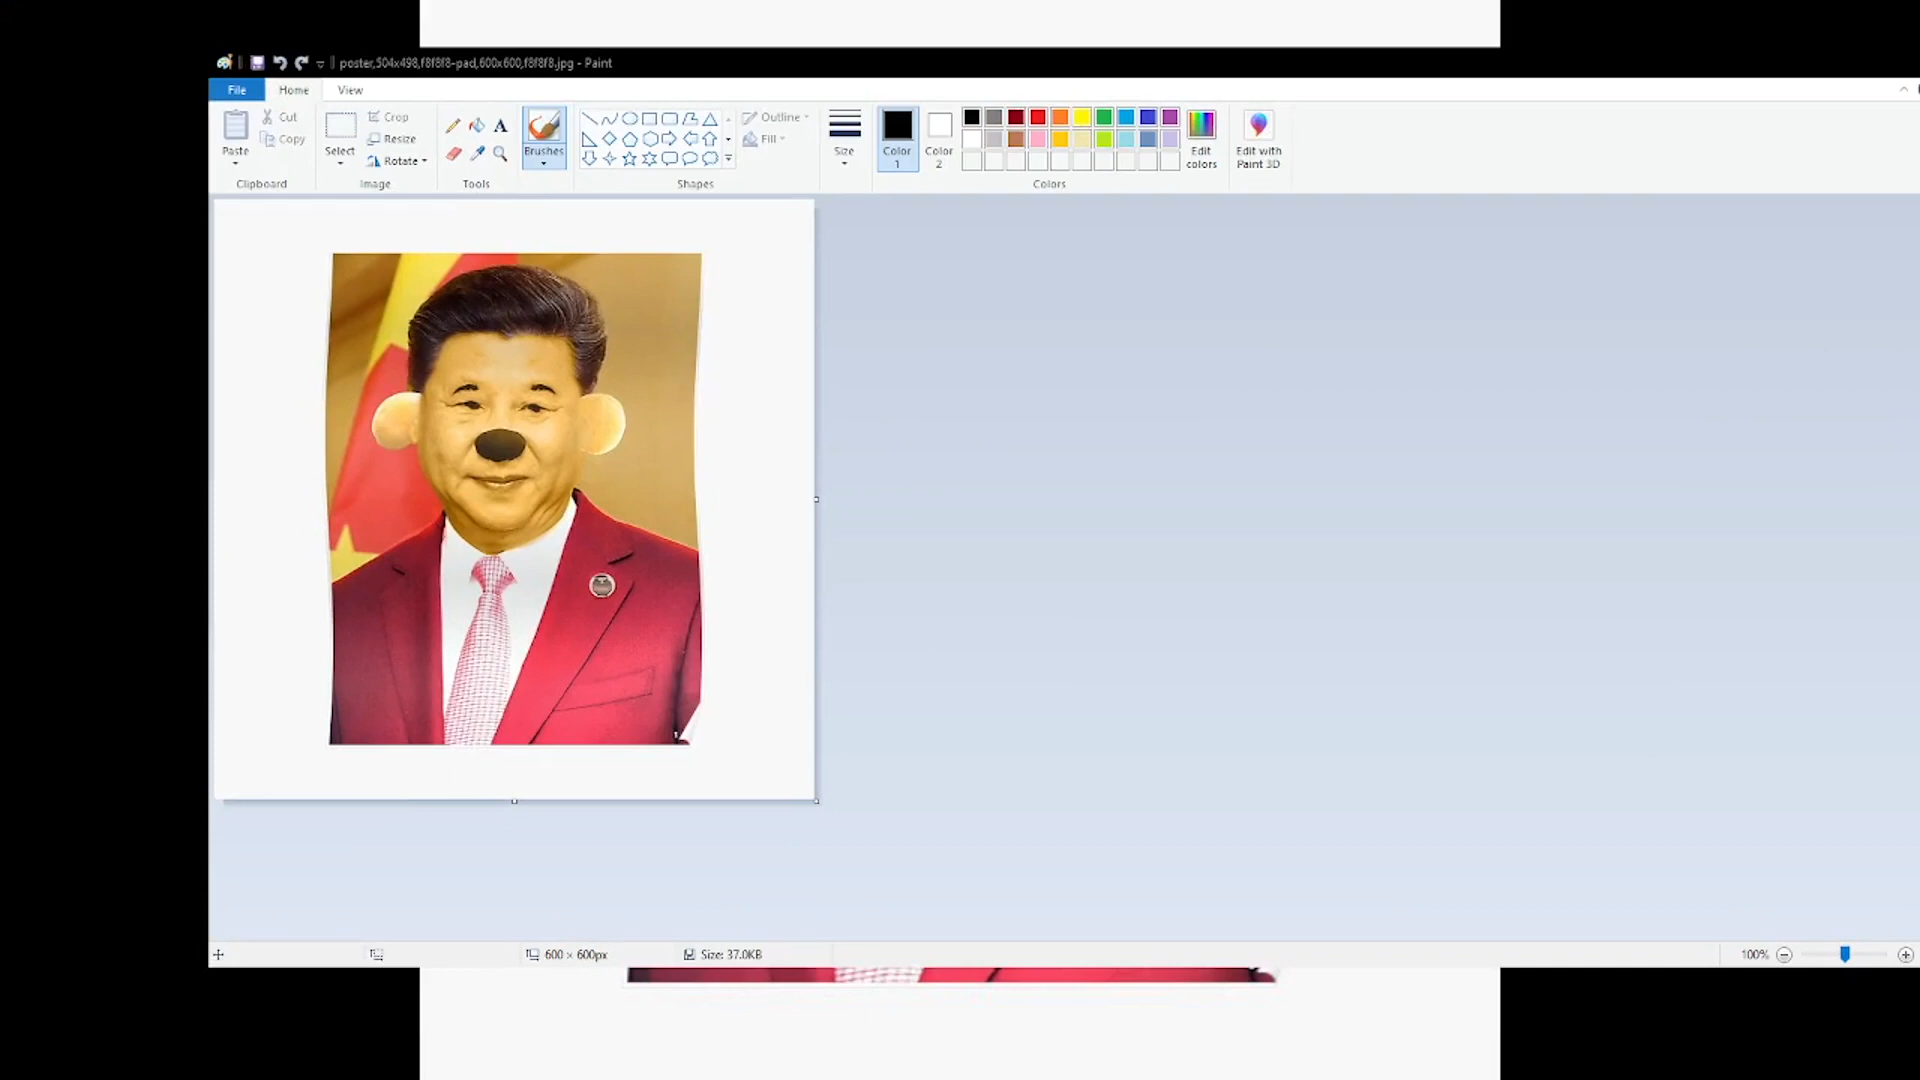 poster,504x498,f8f8f8-pad,600x600,f8f8f8.jpg - Paint
File Home View
Paste
Cut
Copy
Clipboard
Select
Crop
Resize
Rotate
Image
A
Tools
Brushes
Outline
Fill
Shapes
Size
Color 1
Color 2
Edit colors
Colors
Edit with Paint 3D
600 × 600px
Size: 37.0KB
100%